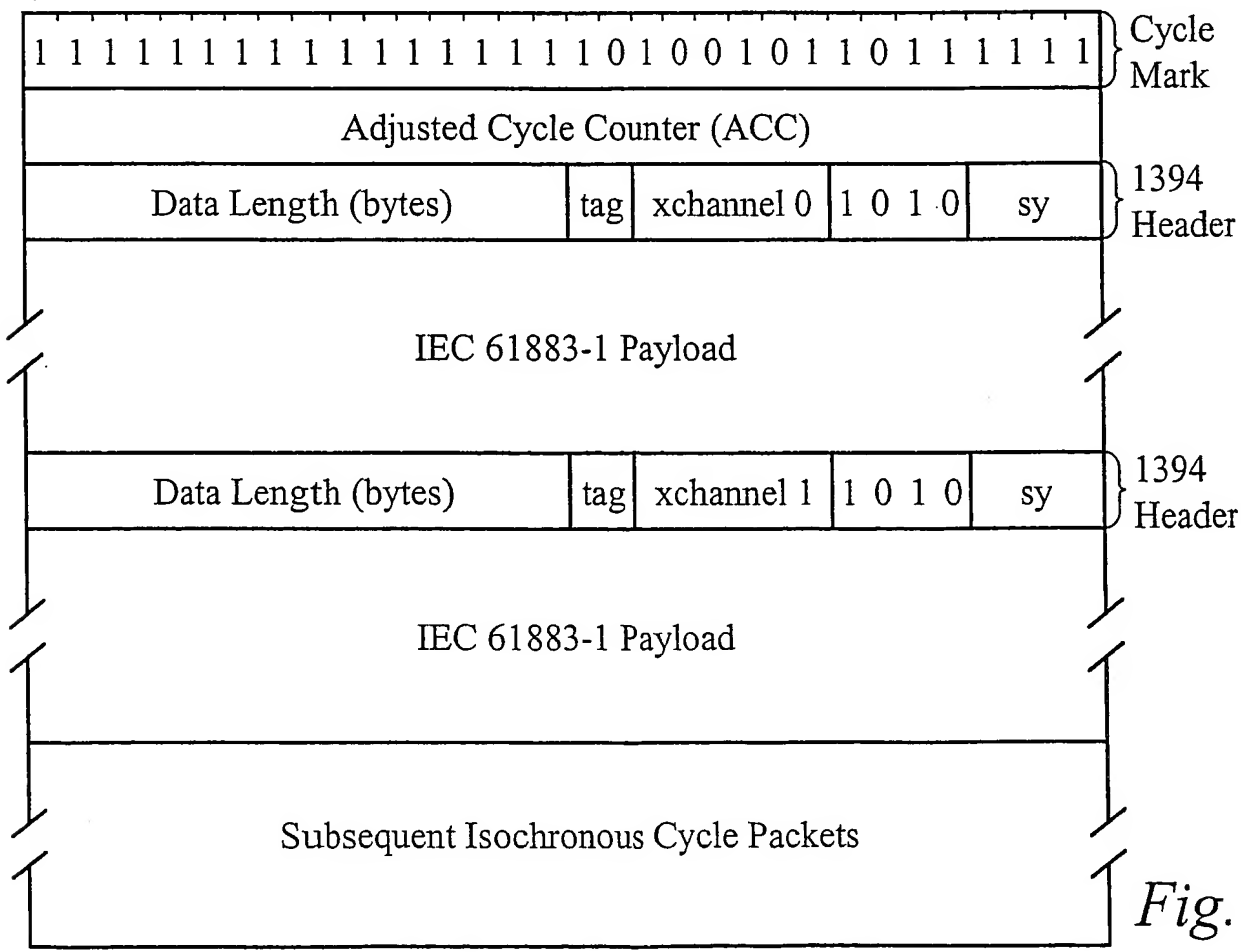 1 1 1 1 1 1 1 1 1 1 1 1 1 1 1 1 1 0 1 0 0 1 0 1 1 0 1 1 1 1 1 1 Cycle
Mark
Adjusted Cycle Counter (ACC)
Data Length (bytes) tag xchannel 0 1 0 1 0 sy 1394
Header
IEC 61883-1 Payload
Data Length (bytes) tag xchannel 1 1 0 1 0 sy 1394
Header
IEC 61883-1 Payload
Subsequent Isochronous Cycle Packets
Fig.